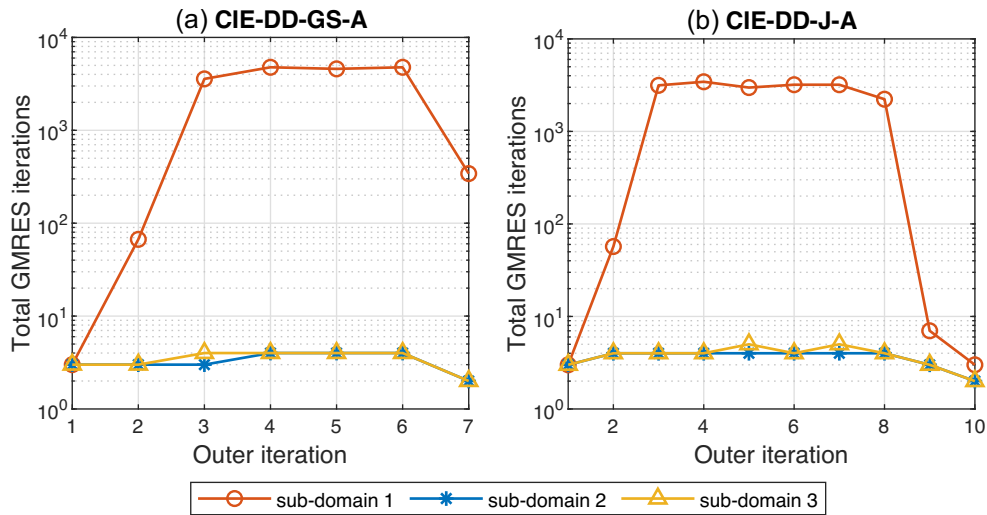 (a) CIE-DD-GS-A
Total GMRES iterations
10^4
10^3
10^2
10^1
10^0
1 2 3 4 5 6 7
Outer iteration
(b) CIE-DD-J-A
Total GMRES iterations
10^4
10^3
10^2
10^1
10^0
2 4 6 8 10
Outer iteration
sub-domain 1 sub-domain 2 sub-domain 3